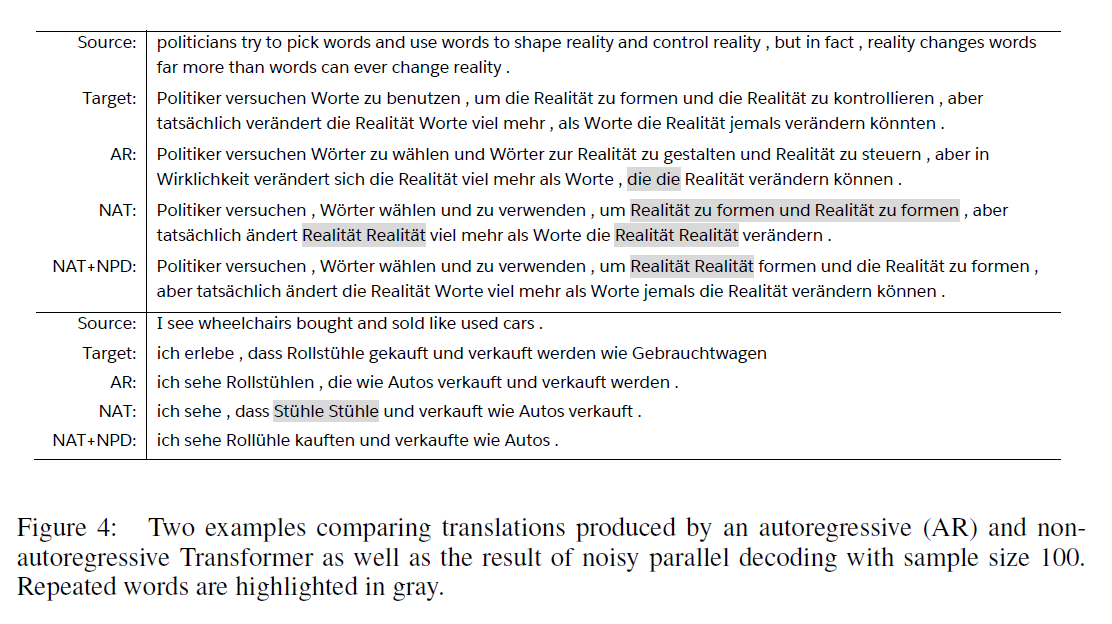 Source: politicians try to pick words and use words to shape reality and control reality , but in fact , reality changes words
far more than words can ever change reality .
Target: Politiker versuchen Worte zu benutzen , um die Realität zu formen und die Realität zu kontrollieren , aber
tatsächlich verändert die Realität Worte viel mehr , als Worte die Realität jemals verändern könnten .
AR: Politiker versuchen Wörter zu wählen und Wörter zur Realität zu gestalten und Realität zu steuern , aber in
Wirklichkeit verändert sich die Realität viel mehr als Worte , die die Realität verändern können .
NAT: Politiker versuchen , Wörter wählen und zu verwenden , um Realität zu formen und Realität zu formen , aber
tatsächlich ändert Realität Realität viel mehr als Worte die Realität Realität verändern .
NAT+NPD: Politiker versuchen , Wörter wählen und zu verwenden , um Realität Realität formen und die Realität zu formen ,
aber tatsächlich ändert die Realität Worte viel mehr als Worte jemals die Realität verändern können .
Source: I see wheelchairs bought and sold like used cars .
Target: ich erlebe , dass Rollstühle gekauft und verkauft werden wie Gebrauchtwagen
AR: ich sehe Rollstühlen , die wie Autos verkauft und verkauft werden .
NAT: ich sehe , dass Stühle Stühle und verkauft wie Autos verkauft .
NAT+NPD: ich sehe Rollühle kauften und verkaufte wie Autos .
Figure 4: Two examples comparing translations produced by an autoregressive (AR) and non-
autoregressive Transformer as well as the result of noisy parallel decoding with sample size 100.
Repeated words are highlighted in gray.